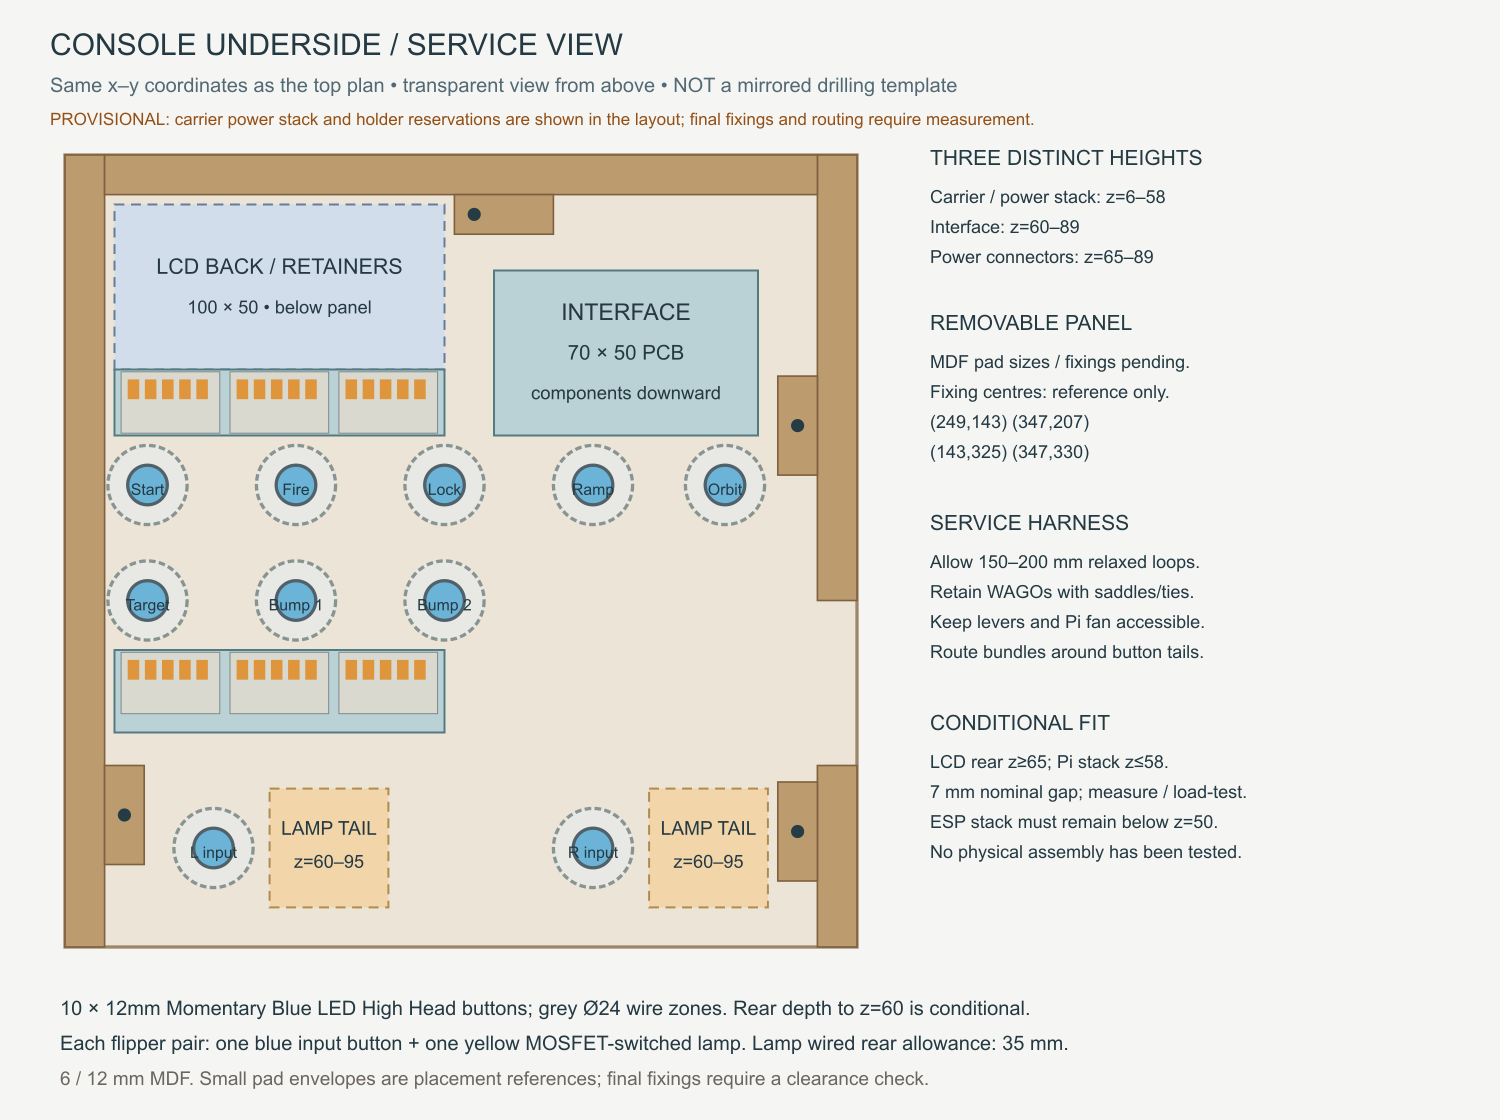 CONSOLE UNDERSIDE / SERVICE VIEW
Same x–y coordinates as the top plan • transparent view from above • NOT a mirrored drilling template
PROVISIONAL: carrier power stack and holder reservations are shown in the layout; final fixings and routing require measurement.
LCD BACK / RETAINERS
100 × 50 • below panel
INTERFACE
70 × 50 PCB
components downward
Start
Fire
Lock
Ramp
Orbit
Target
Bump 1
Bump 2
L input
LAMP TAIL
z=60–95
R input
LAMP TAIL
z=60–95
THREE DISTINCT HEIGHTS
Carrier / power stack: z=6–58
Interface: z=60–89
Power connectors: z=65–89
REMOVABLE PANEL
MDF pad sizes / fixings pending.
Fixing centres: reference only.
(249,143) (347,207)
(143,325) (347,330)
SERVICE HARNESS
Allow 150–200 mm relaxed loops.
Retain WAGOs with saddles/ties.
Keep levers and Pi fan accessible.
Route bundles around button tails.
CONDITIONAL FIT
LCD rear z≥65; Pi stack z≤58.
7 mm nominal gap; measure / load-test.
ESP stack must remain below z=50.
No physical assembly has been tested.
10 × 12mm Momentary Blue LED High Head buttons; grey Ø24 wire zones. Rear depth to z=60 is conditional.
Each flipper pair: one blue input button + one yellow MOSFET-switched lamp. Lamp wired rear allowance: 35 mm.
6 / 12 mm MDF. Small pad envelopes are placement references; final fixings require a clearance check.